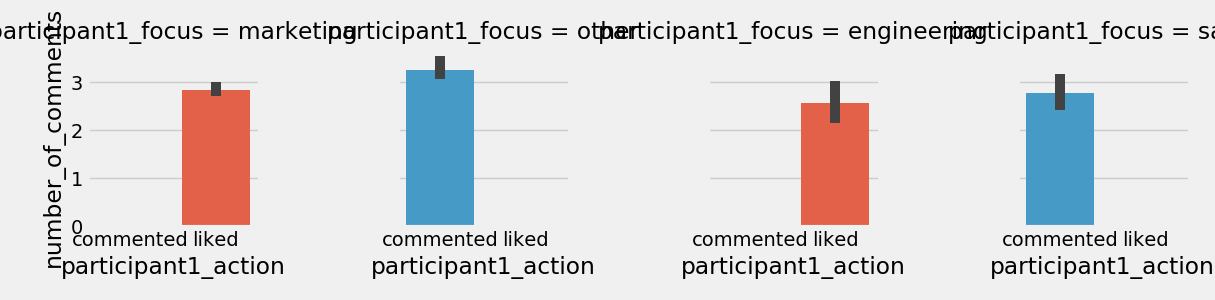 participant1_focus = marketing
participant1_focus = other
participant1_focus = engineering
participant1_focus = sa
number_of_comments
3
2
1
0
commented liked
commented liked
commented liked
commented liked
participant1_action
participant1_action
participant1_action
participant1_action